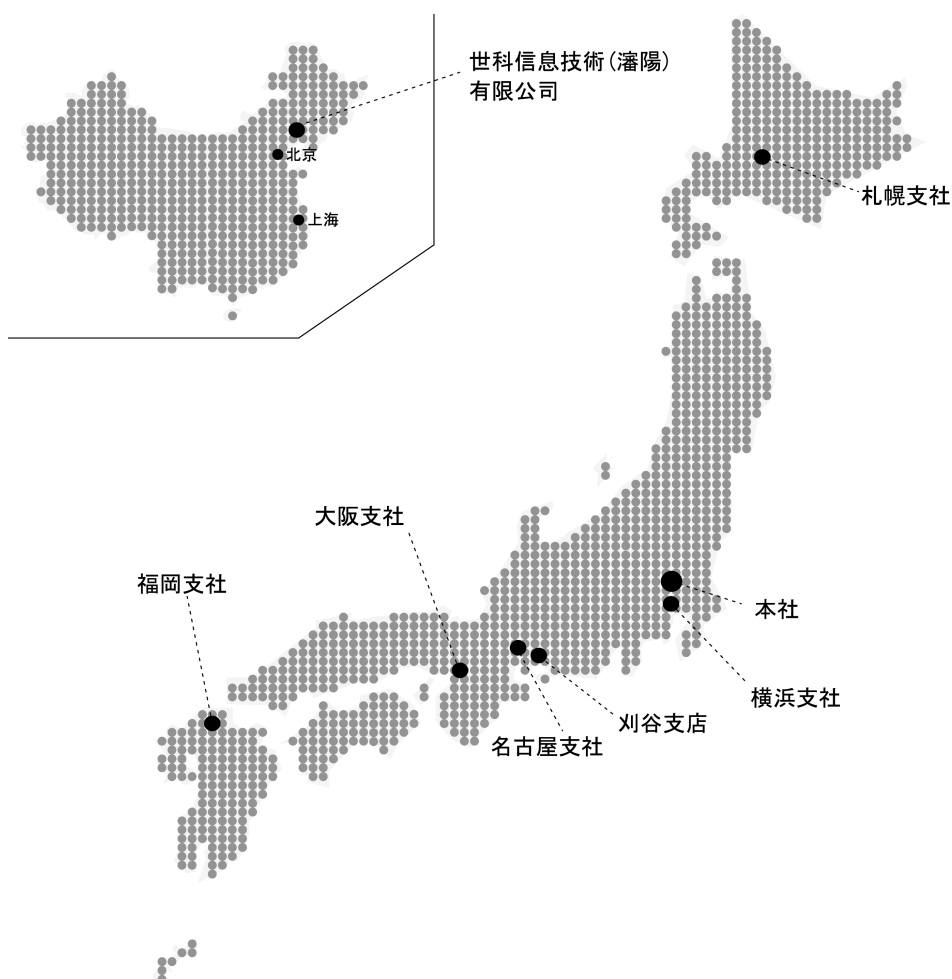 世科信息技術(瀋陽)
有限公司
北京
上海
札幌支社
大阪支社
福岡支社
本社
横浜支社
刈谷支店
名古屋支社